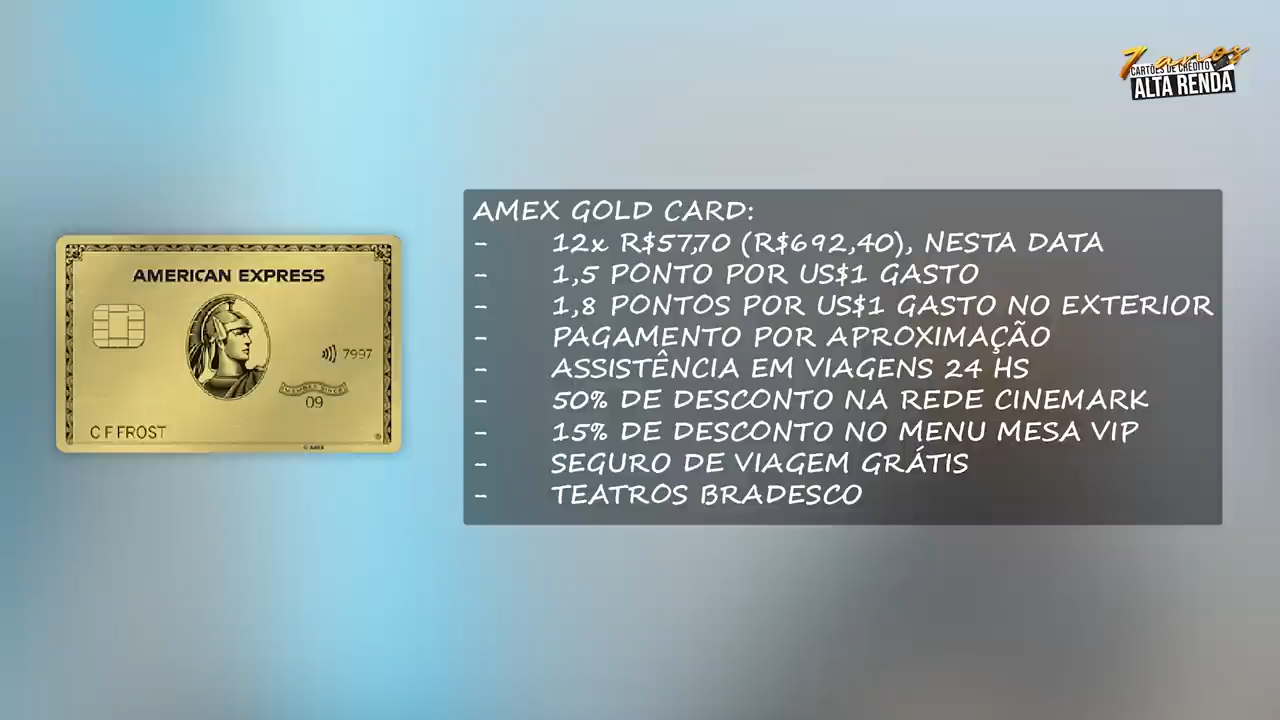 7 anos
CARTÕES DE CRÉDITO
ALTA RENDA
AMEX GOLD CARD:
- 12x R$57,70 (R$692,40), NESTA DATA
- 1,5 PONTO POR US$1 GASTO
- 1,8 PONTOS POR US$1 GASTO NO EXTERIOR
- PAGAMENTO POR APROXIMAÇÃO
- ASSISTÊNCIA EM VIAGENS 24 HS
- 50% DE DESCONTO NA REDE CINEMARK
- 15% DE DESCONTO NO MENU MESA VIP
- SEGURO DE VIAGEM GRÁTIS
- TEATROS BRADESCO
AMERICAN EXPRESS
7997
MEMBER SINCE
09
C F FROST
© AMEX